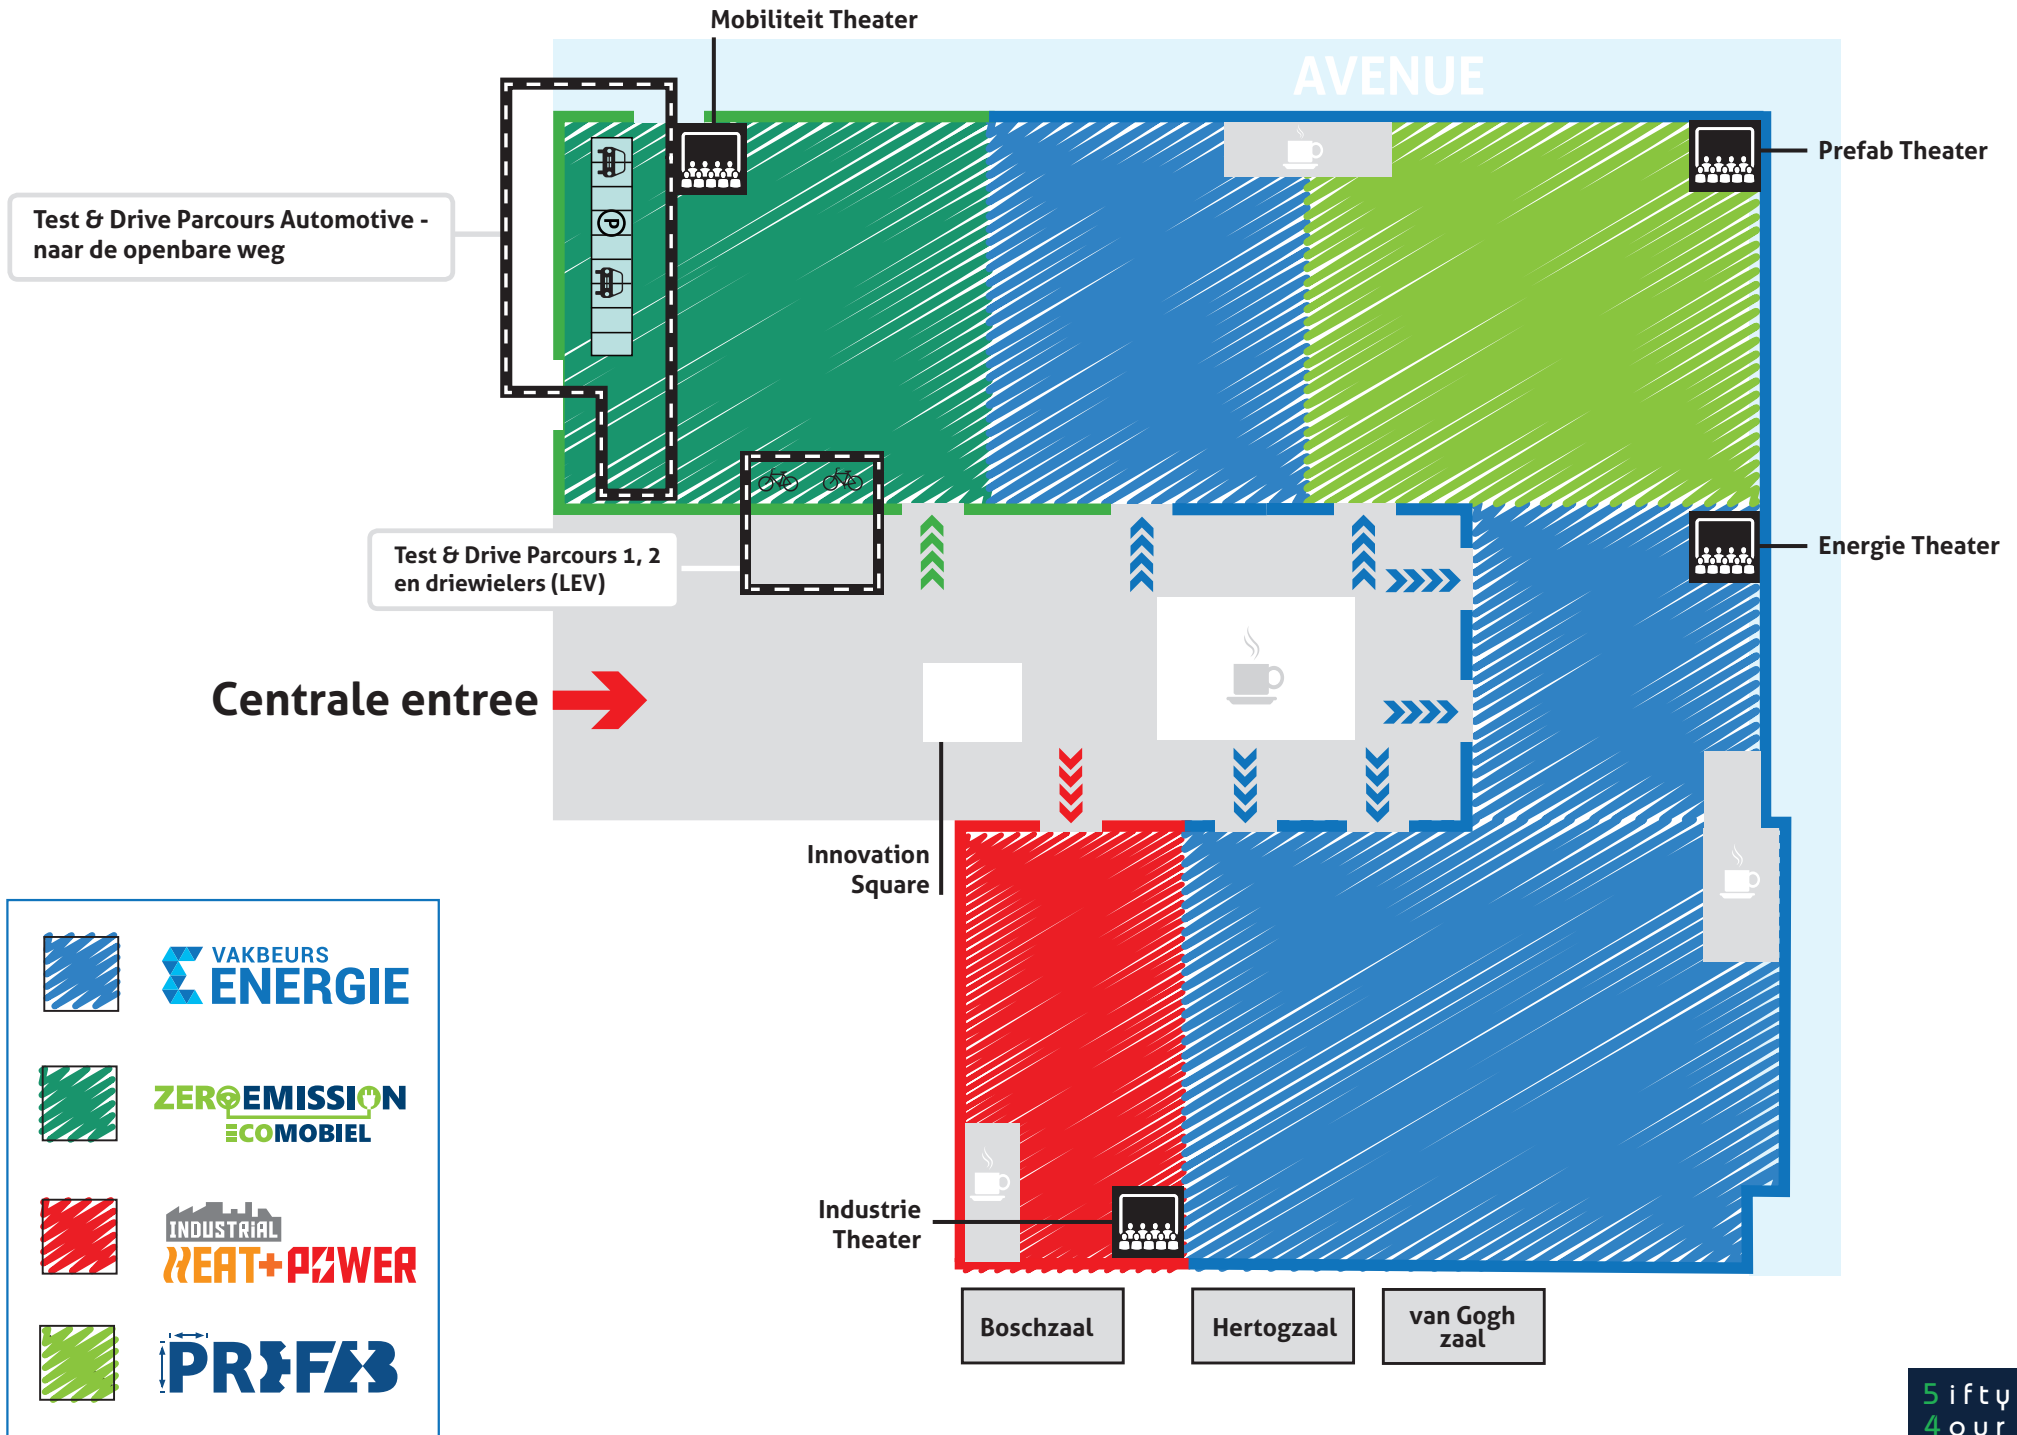 Mobiliteit Theater
AVENUE
Prefab Theater
Test & Drive Parcours Automotive -
naar de openbare weg
P
Test & Drive Parcours 1, 2
en driewielers (LEV)
Energie Theater
Centrale entree
Innovation
Square
VAKBEURS
ENERGIE
ZERO EMISSION
ECOMOBIEL
INDUSTRIAL
HEAT+POWER
PREFAB
Industrie
Theater
Boschzaal
Hertogzaal
van Gogh
zaal
5ifty
4our